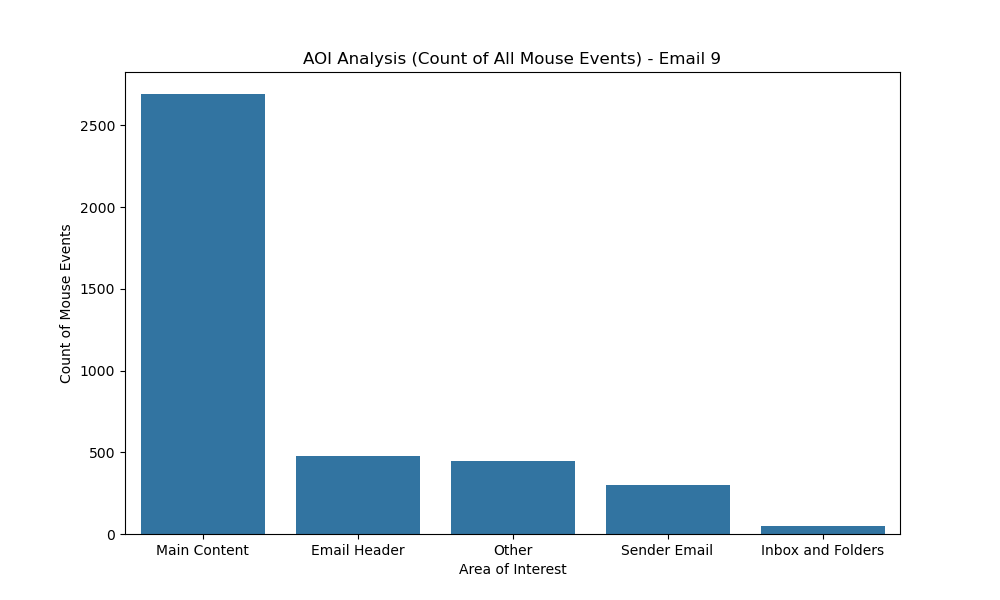 AOI Analysis (Count of All Mouse Events) - Email 9
2500
2000
1500
1000
500
0
Count of Mouse Events
Main Content
Email Header
Other
Sender Email
Inbox and Folders
Area of Interest